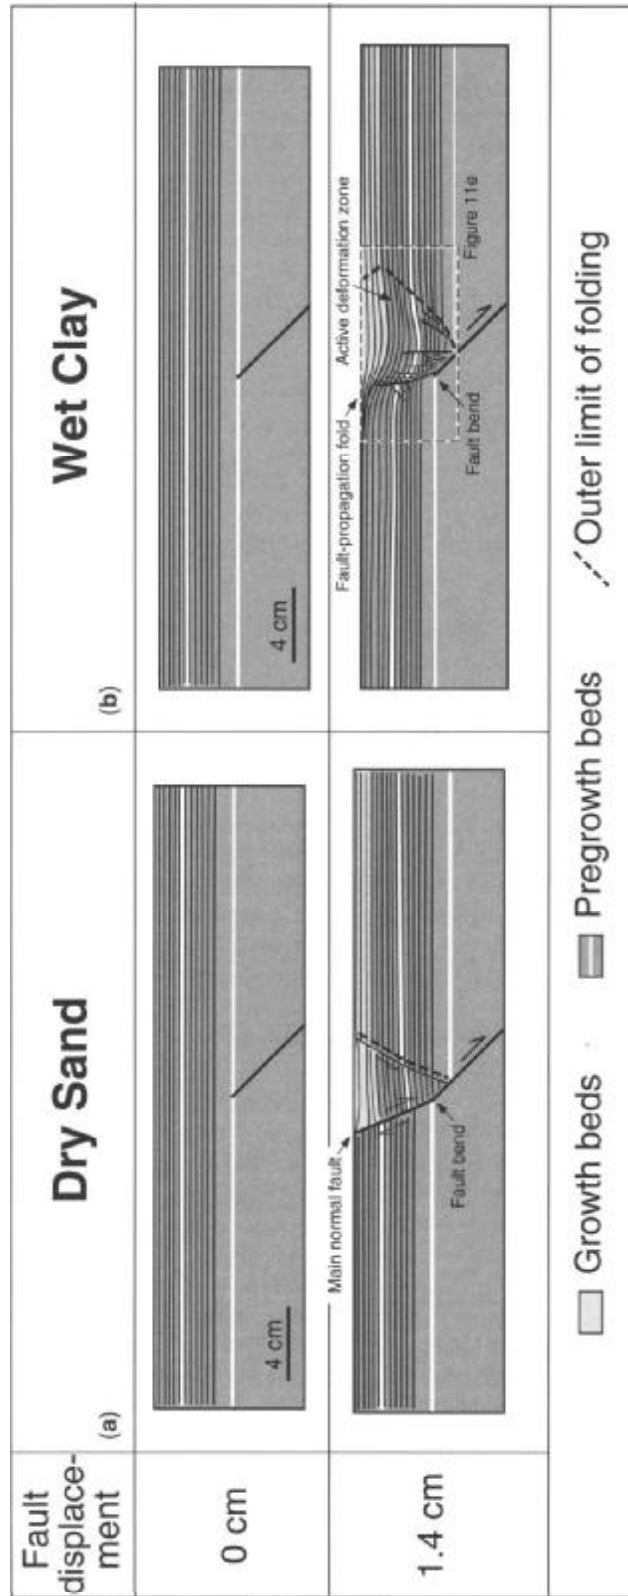 Fault
displace-
ment
Dry Sand
Wet Clay
(a)
(b)
0 cm
4 cm
4 cm
1.4 cm
Main normal fault
Fault bend
Fault-propagation fold
Active deformation zone
Fault bend
Figure 11e
Growth beds
Pregrowth beds
Outer limit of folding